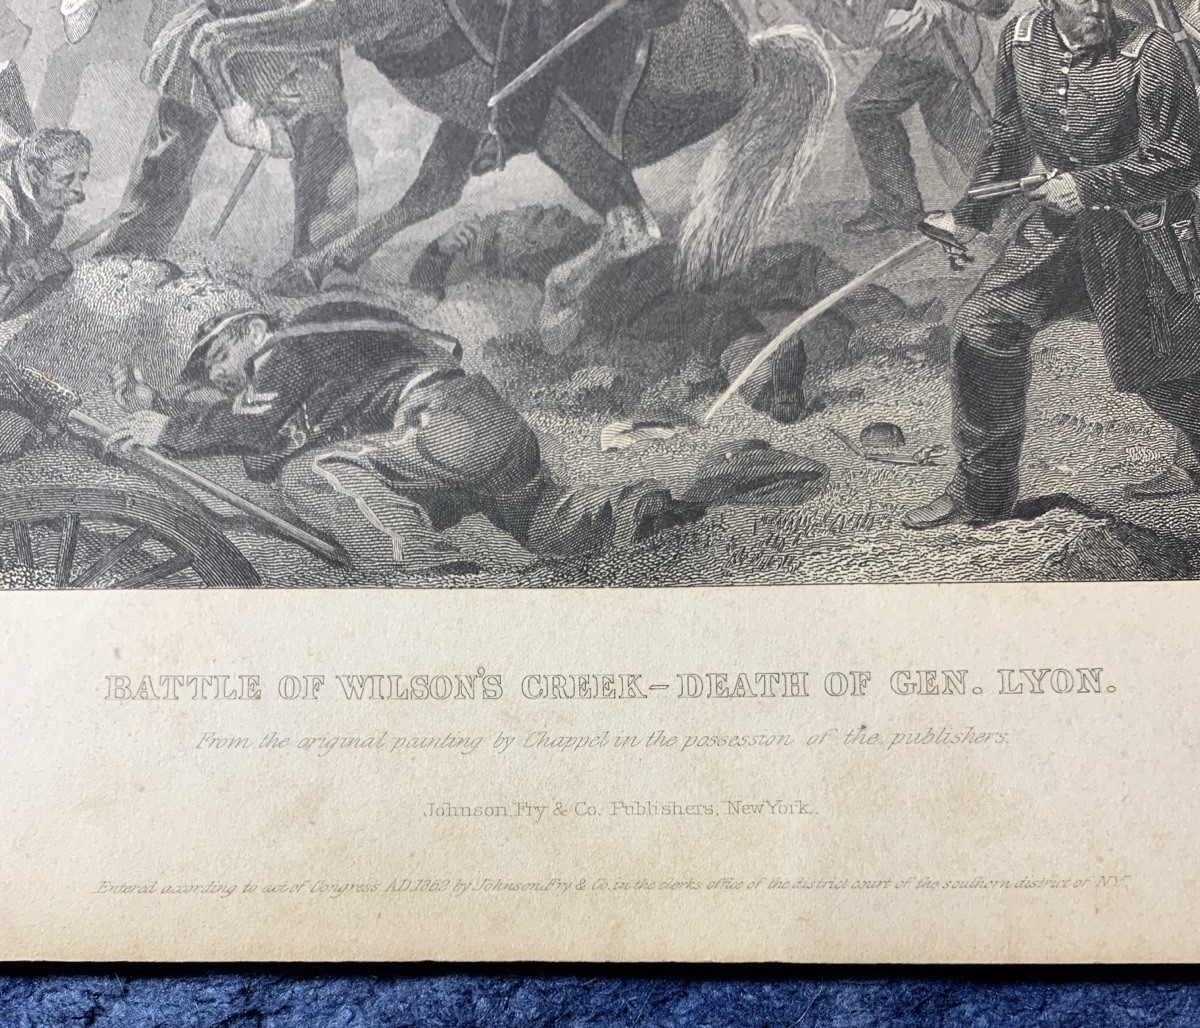 BATTLE OF WILSON'S CREEK–DEATH OF GEN. LYON.
From the original painting by Chappel in the possession of the publishers.
Johnson, Fry & Co. Publishers, New York.
Entered according to act of Congress AD. 1862 by Johnson, Fry & Co. in the clerks office of the district court of the southern district of NY